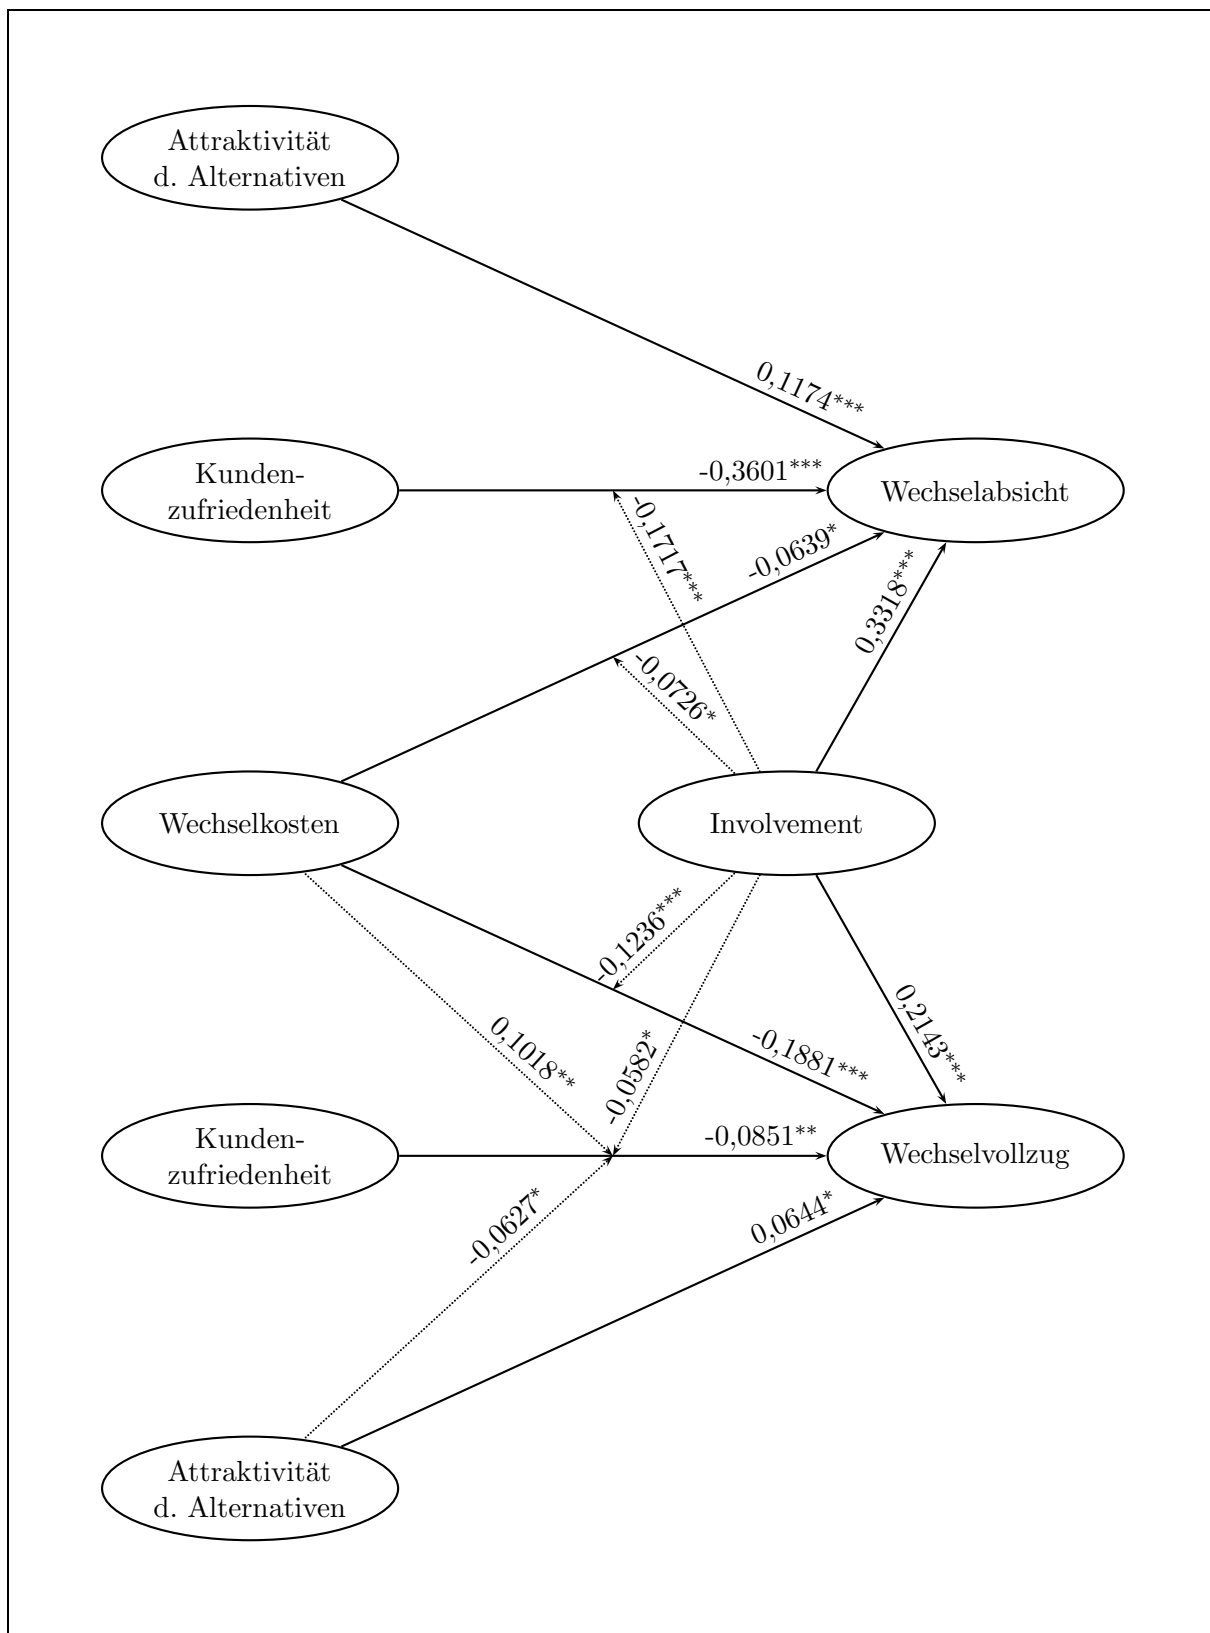 Attraktivität
d. Alternativen
0,1174***
Kunden-
zufriedenheit
-0,3601***
Wechselabsicht
-0,1717***
-0,0639*
0,3318***
-0,0726*
Wechselkosten
Involvement
-0,1236***
0,1018**
-0,0582*
-0,1881***
0,2143***
Kunden-
zufriedenheit
-0,0851**
Wechselvollzug
-0,0627*
0,0644*
Attraktivität
d. Alternativen